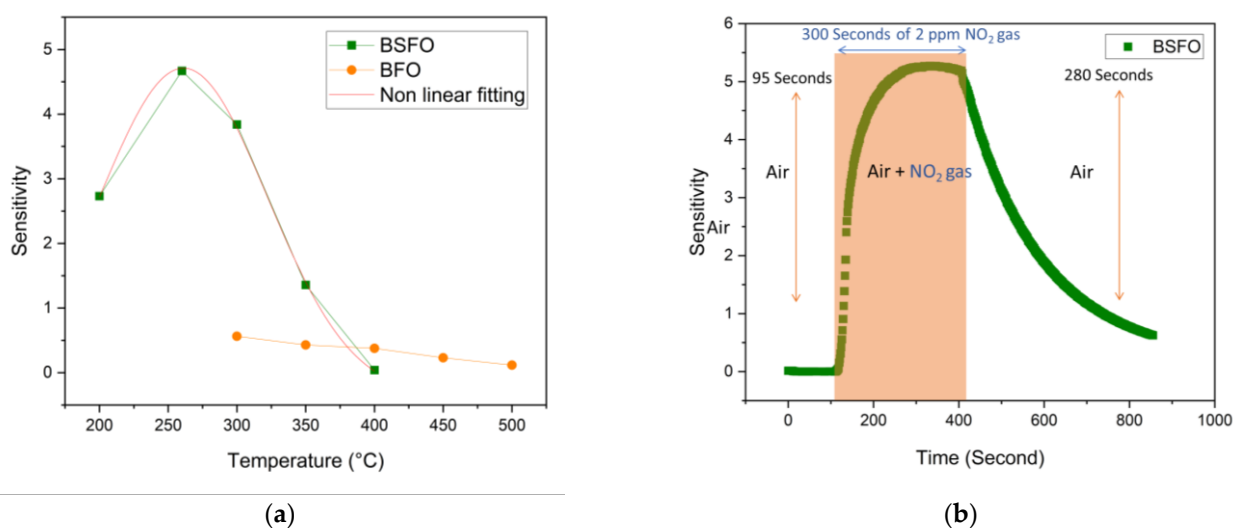 5
4
3
2
1
0
Sensitivity
BSFO
BFO
Non linear fitting
200 250 300 350 400 450 500
Temperature (°C)
(a)
6
5
4
3
2
1
0
Sensitivity
300 Seconds of 2 ppm NO₂ gas
BSFO
95 Seconds
280 Seconds
Air
Air + NO₂ gas
Air
Air
0 200 400 600 800 1000
Time (Second)
(b)